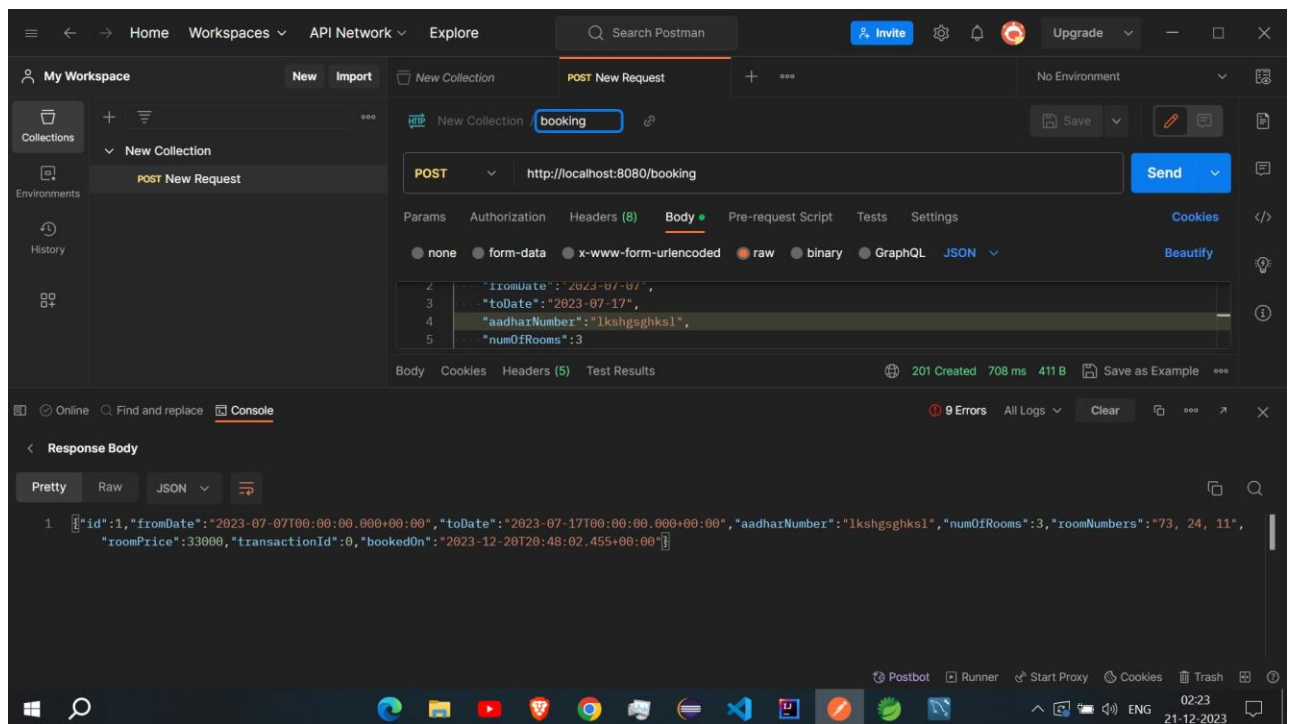 Home Workspaces API Network Explore Search Postman Invite Upgrade
My Workspace New Import New Collection POST New Request No Environment
Collections
New Collection / booking Save
New Collection
POST New Request
POST http://localhost:8080/booking Send
Environments
Params Authorization Headers (8) Body Pre-request Script Tests Settings Cookies
History
none form-data x-www-form-urlencoded raw binary GraphQL JSON Beautify
2 "fromDate":"2023-07-07",
3 "toDate":"2023-07-17",
4 "aadharNumber":"lkshgsghksl",
5 "numOfRooms":3
Body Cookies Headers (5) Test Results 201 Created 708 ms 411 B Save as Example
Online Find and replace Console 9 Errors All Logs Clear
Response Body
Pretty Raw JSON
1 {"id":1,"fromDate":"2023-07-07T00:00:00.000+00:00","toDate":"2023-07-17T00:00:00.000+00:00","aadharNumber":"lkshgsghksl","numOfRooms":3,"roomNumbers":"73, 24, 11",
"roomPrice":33000,"transactionId":0,"bookedOn":"2023-12-20T20:48:02.455+00:00"}
Postbot Runner Start Proxy Cookies Trash
ENG 02:23
21-12-2023